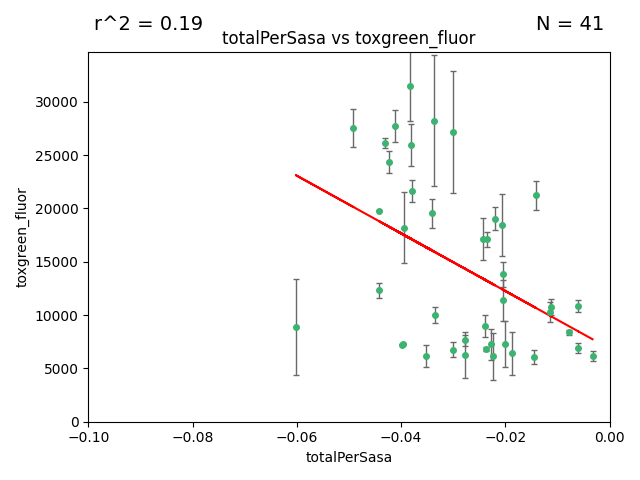 r^2 = 0.19
N = 41
totalPerSasa vs toxgreen_fluor
30000
25000
20000
15000
10000
5000
0
toxgreen_fluor
−0.10
−0.08
−0.06
−0.04
−0.02
0.00
totalPerSasa